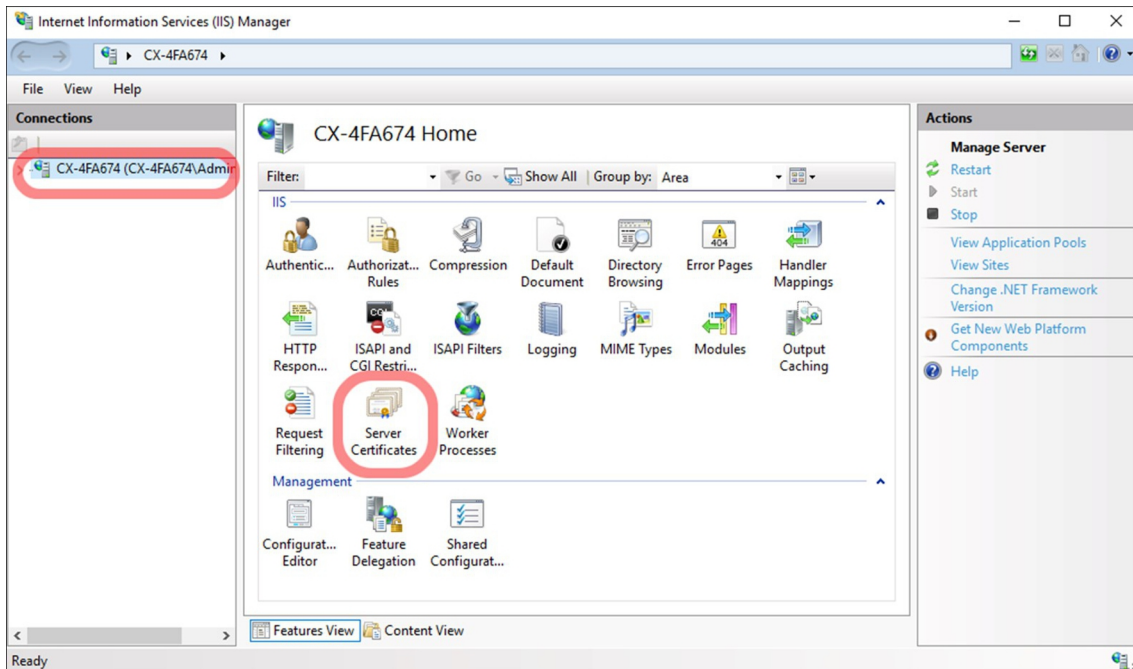 Internet Information Services (IIS) Manager
CX-4FA674
File View Help
Connections
CX-4FA674 (CX-4FA674\Admin
CX-4FA674 Home
Filter: Go Show All Group by: Area
IIS
Authentic... Authorizat... Compression Default Directory Error Pages Handler
Rules Document Browsing Mappings
404
CGI
HTTP ISAPI and ISAPI Filters Logging MIME Types Modules Output
Respon... CGI Restri... Caching
Request Server Worker
Filtering Certificates Processes
Management
Configurat... Feature Shared
Editor Delegation Configurat...
Features View Content View
Actions
Manage Server
Restart
Start
Stop
View Application Pools
View Sites
Change .NET Framework
Version
Get New Web Platform
Components
Help
Ready